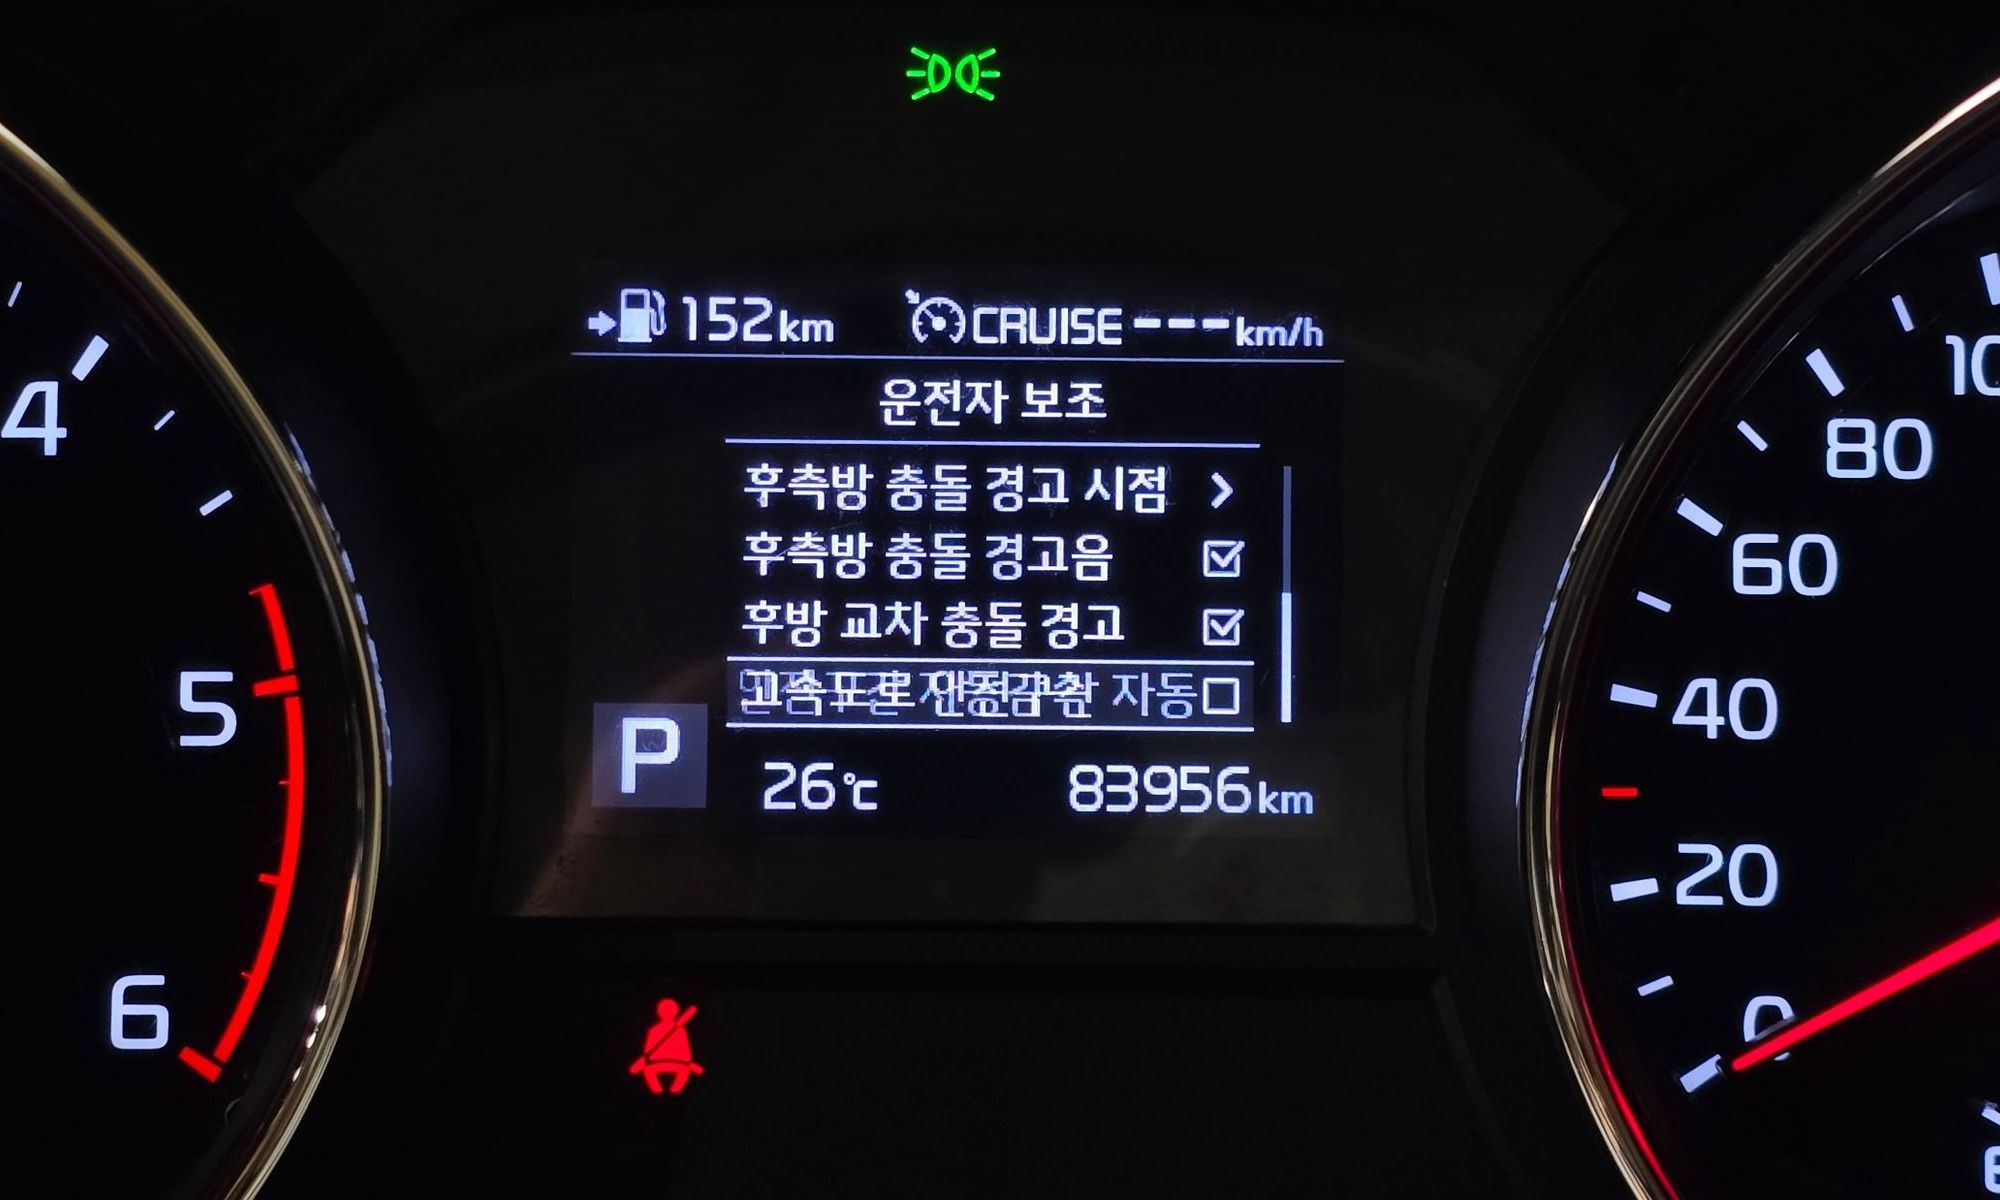 152km CRUISE ---km/h
운전자 보조
후측방 충돌 경고 시점 >
후측방 충돌 경고음
후방 교차 충돌 경고
자동
P
26℃ 83956km
4
5
6
80
60
40
20
0